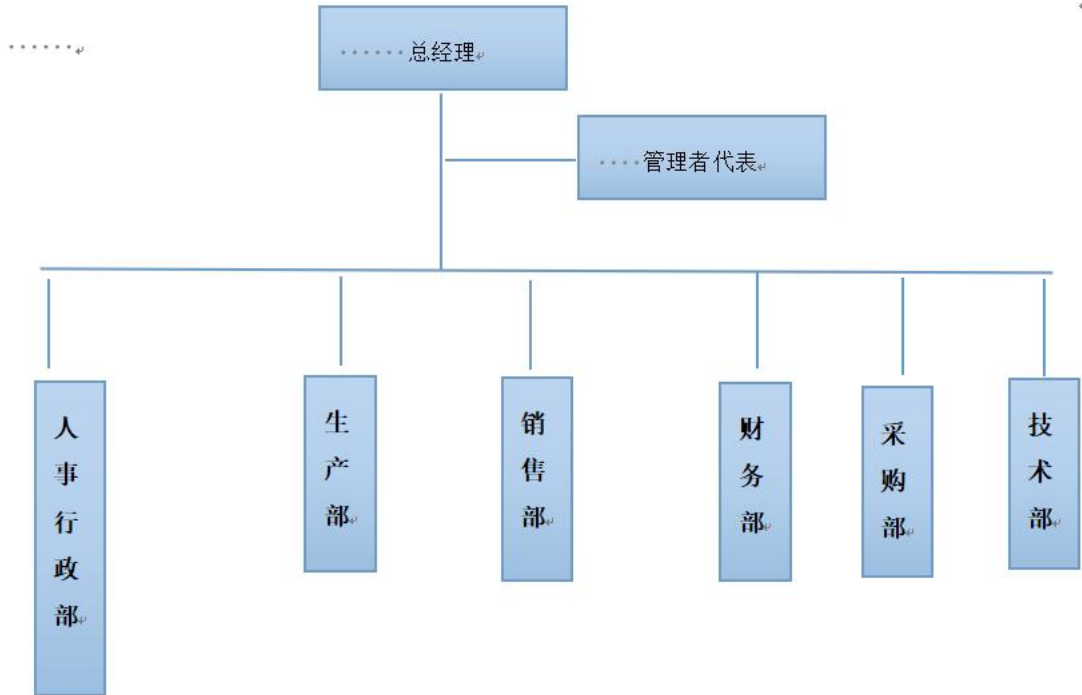 总经理
管理者代表
人事行政部
生产部
销售部
财务部
采购部
技术部